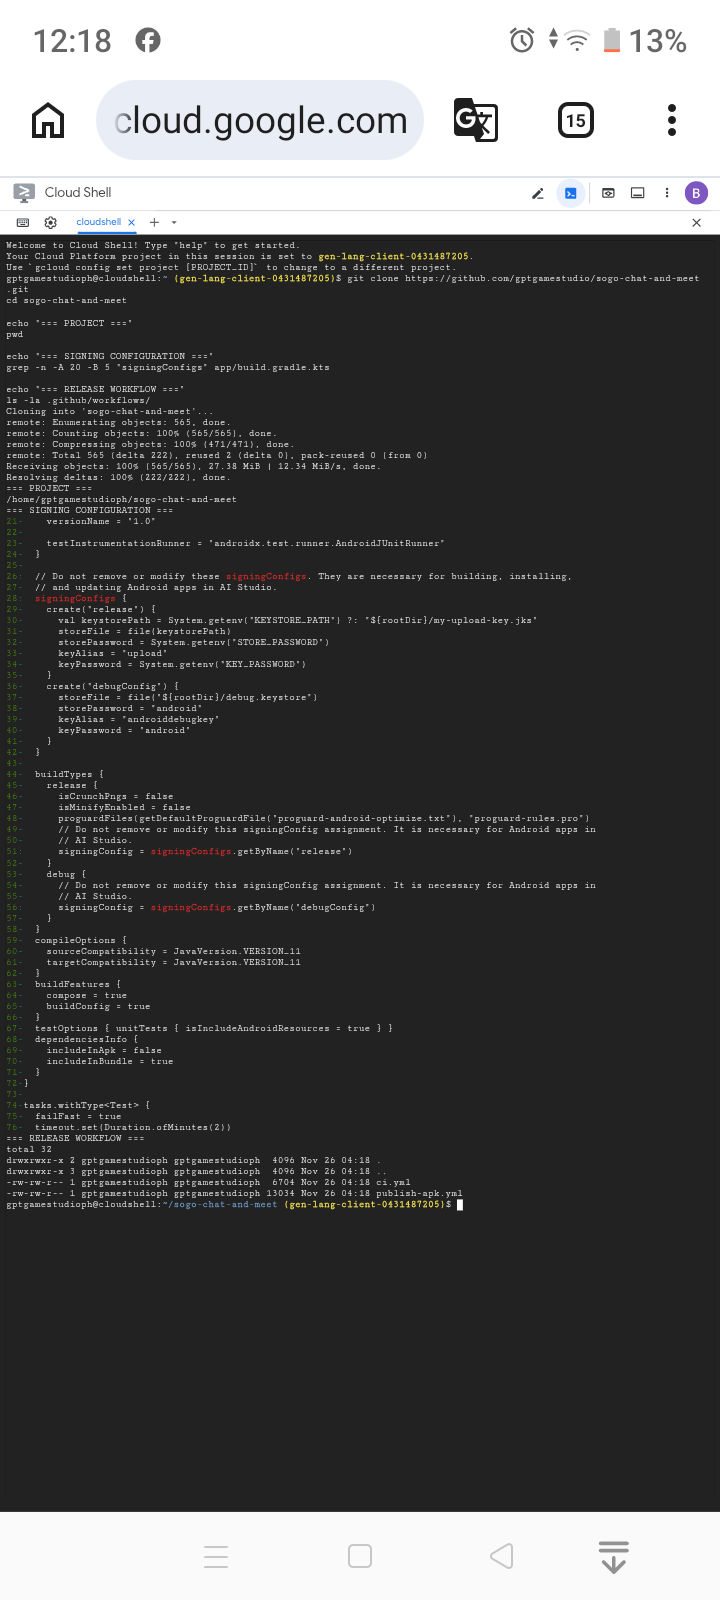 12:18
13%
cloud.google.com
15
Cloud Shell
B
cloudshell
Welcome to Cloud Shell! Type "help" to get started.
Your Cloud Platform project in this session is set to gen-lang-client-0431487205.
Use `gcloud config set project [PROJECT_ID]` to change to a different project.
gptgamestudioph@cloudshell:~ (gen-lang-client-0431487205)$ git clone https://github.com/gptgamestudio/sogo-chat-and-meet
.git
cd sogo-chat-and-meet
echo "=== PROJECT ==="
pwd
echo "=== SIGNING CONFIGURATION ==="
grep -n -A 20 -B 5 "signingConfigs" app/build.gradle.kts
echo "=== RELEASE WORKFLOW ==="
ls -la .github/workflows/
Cloning into 'sogo-chat-and-meet'...
remote: Enumerating objects: 565, done.
remote: Counting objects: 100% (565/565), done.
remote: Compressing objects: 100% (471/471), done.
remote: Total 565 (delta 222), reused 2 (delta 0), pack-reused 0 (from 0)
Receiving objects: 100% (565/565), 27.38 MiB | 12.34 MiB/s, done.
Resolving deltas: 100% (222/222), done.
=== PROJECT ===
/home/gptgamestudioph/sogo-chat-and-meet
=== SIGNING CONFIGURATION ===
21-    versionName = "1.0"
22-
23-    testInstrumentationRunner = "androidx.test.runner.AndroidJUnitRunner"
24-  }
25-
26:  // Do not remove or modify these signingConfigs. They are necessary for building, installing,
27-  // and updating Android apps in AI Studio.
28:  signingConfigs {
29-    create("release") {
30-      val keystorePath = System.getenv("KEYSTORE_PATH") ?: "${rootDir}/my-upload-key.jks"
31-      storeFile = file(keystorePath)
32-      storePassword = System.getenv("STORE_PASSWORD")
33-      keyAlias = "upload"
34-      keyPassword = System.getenv("KEY_PASSWORD")
35-    }
36-    create("debugConfig") {
37-      storeFile = file("${rootDir}/debug.keystore")
38-      storePassword = "android"
39-      keyAlias = "androiddebugkey"
40-      keyPassword = "android"
41-    }
42-  }
43-
44-  buildTypes {
45-    release {
46-      isCrunchPngs = false
47-      isMinifyEnabled = false
48-      proguardFiles(getDefaultProguardFile("proguard-android-optimize.txt"), "proguard-rules.pro")
49-      // Do not remove or modify this signingConfig assignment. It is necessary for Android apps in
50-      // AI Studio.
51:      signingConfig = signingConfigs.getByName("release")
52-    }
53-    debug {
54-      // Do not remove or modify this signingConfig assignment. It is necessary for Android apps in
55-      // AI Studio.
56:      signingConfig = signingConfigs.getByName("debugConfig")
57-    }
58-  }
59-  compileOptions {
60-    sourceCompatibility = JavaVersion.VERSION_11
61-    targetCompatibility = JavaVersion.VERSION_11
62-  }
63-  buildFeatures {
64-    compose = true
65-    buildConfig = true
66-  }
67-  testOptions { unitTests { isIncludeAndroidResources = true } }
68-  dependenciesInfo {
69-    includeInApk = false
70-    includeInBundle = true
71-  }
72-}
73-
74-tasks.withType<Test> {
75-  failFast = true
76-  timeout.set(Duration.ofMinutes(2))
=== RELEASE WORKFLOW ===
total 32
drwxrwxr-x 2 gptgamestudioph gptgamestudioph  4096 Nov 26 04:18 .
drwxrwxr-x 3 gptgamestudioph gptgamestudioph  4096 Nov 26 04:18 ..
-rw-rw-r-- 1 gptgamestudioph gptgamestudioph  6704 Nov 26 04:18 ci.yml
-rw-rw-r-- 1 gptgamestudioph gptgamestudioph 13034 Nov 26 04:18 publish-apk.yml
gptgamestudioph@cloudshell:~/sogo-chat-and-meet (gen-lang-client-0431487205)$